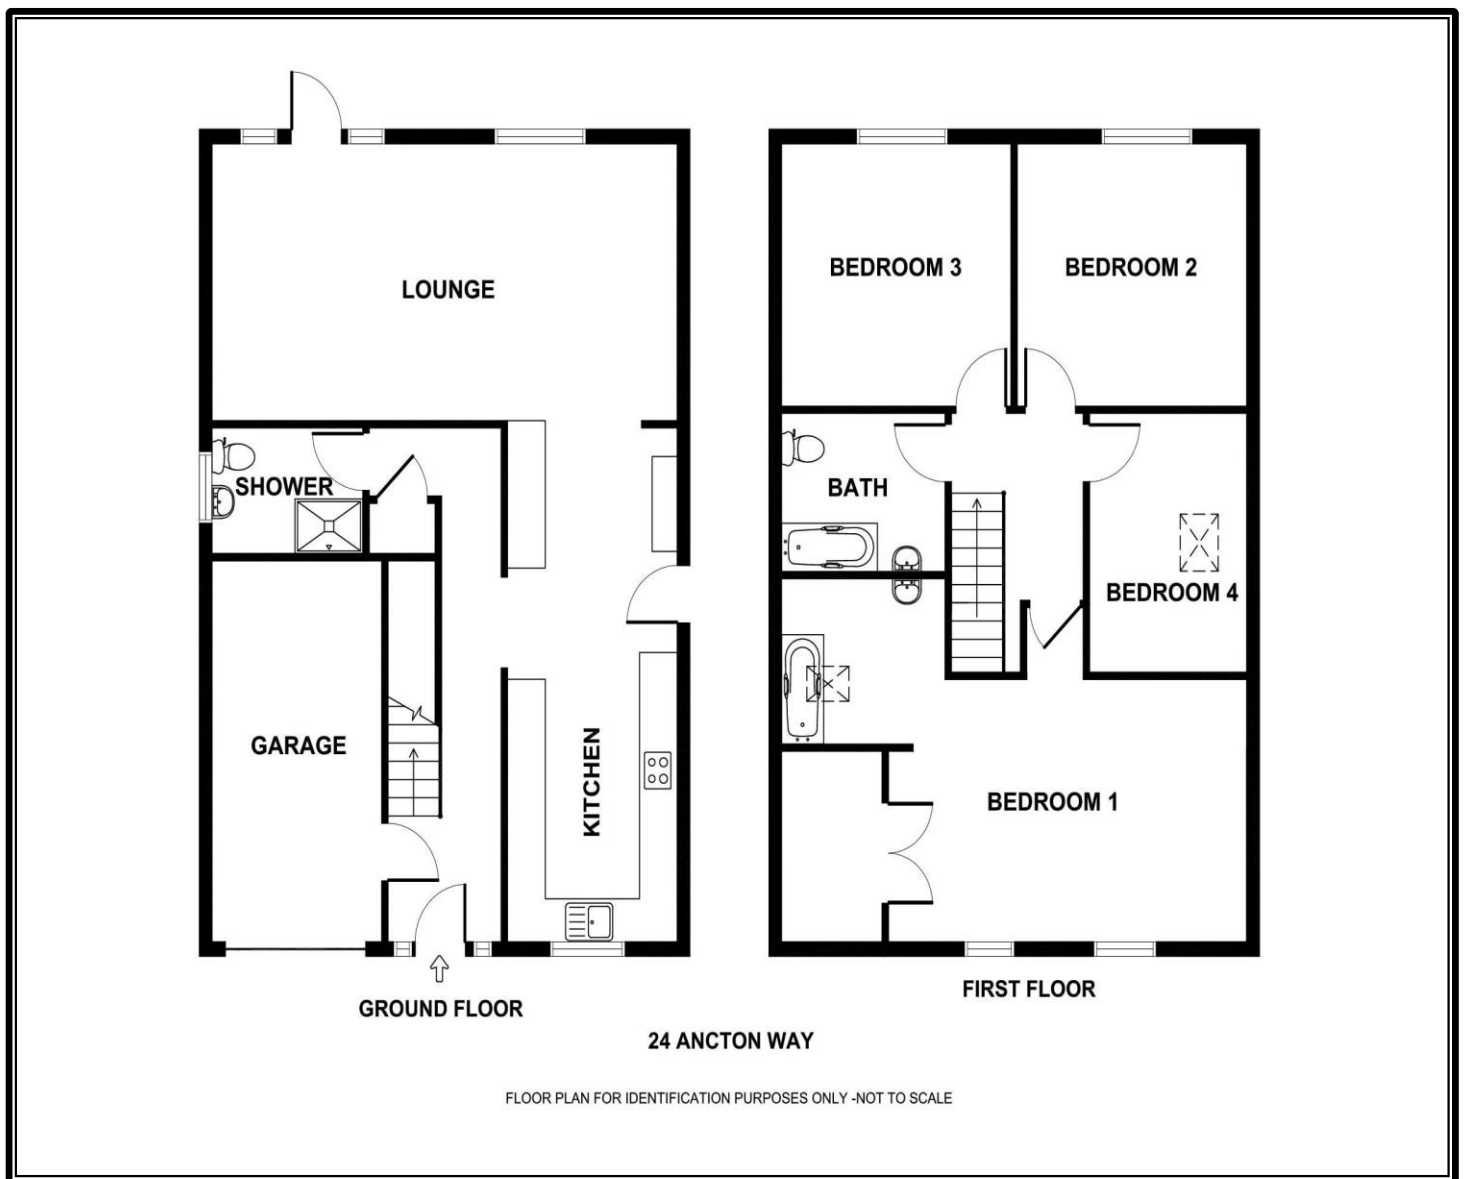 LOUNGE
SHOWER
GARAGE
KITCHEN
GROUND FLOOR
BEDROOM 3
BEDROOM 2
BATH
BEDROOM 4
BEDROOM 1
FIRST FLOOR
24 ANCTON WAY
FLOOR PLAN FOR IDENTIFICATION PURPOSES ONLY -NOT TO SCALE